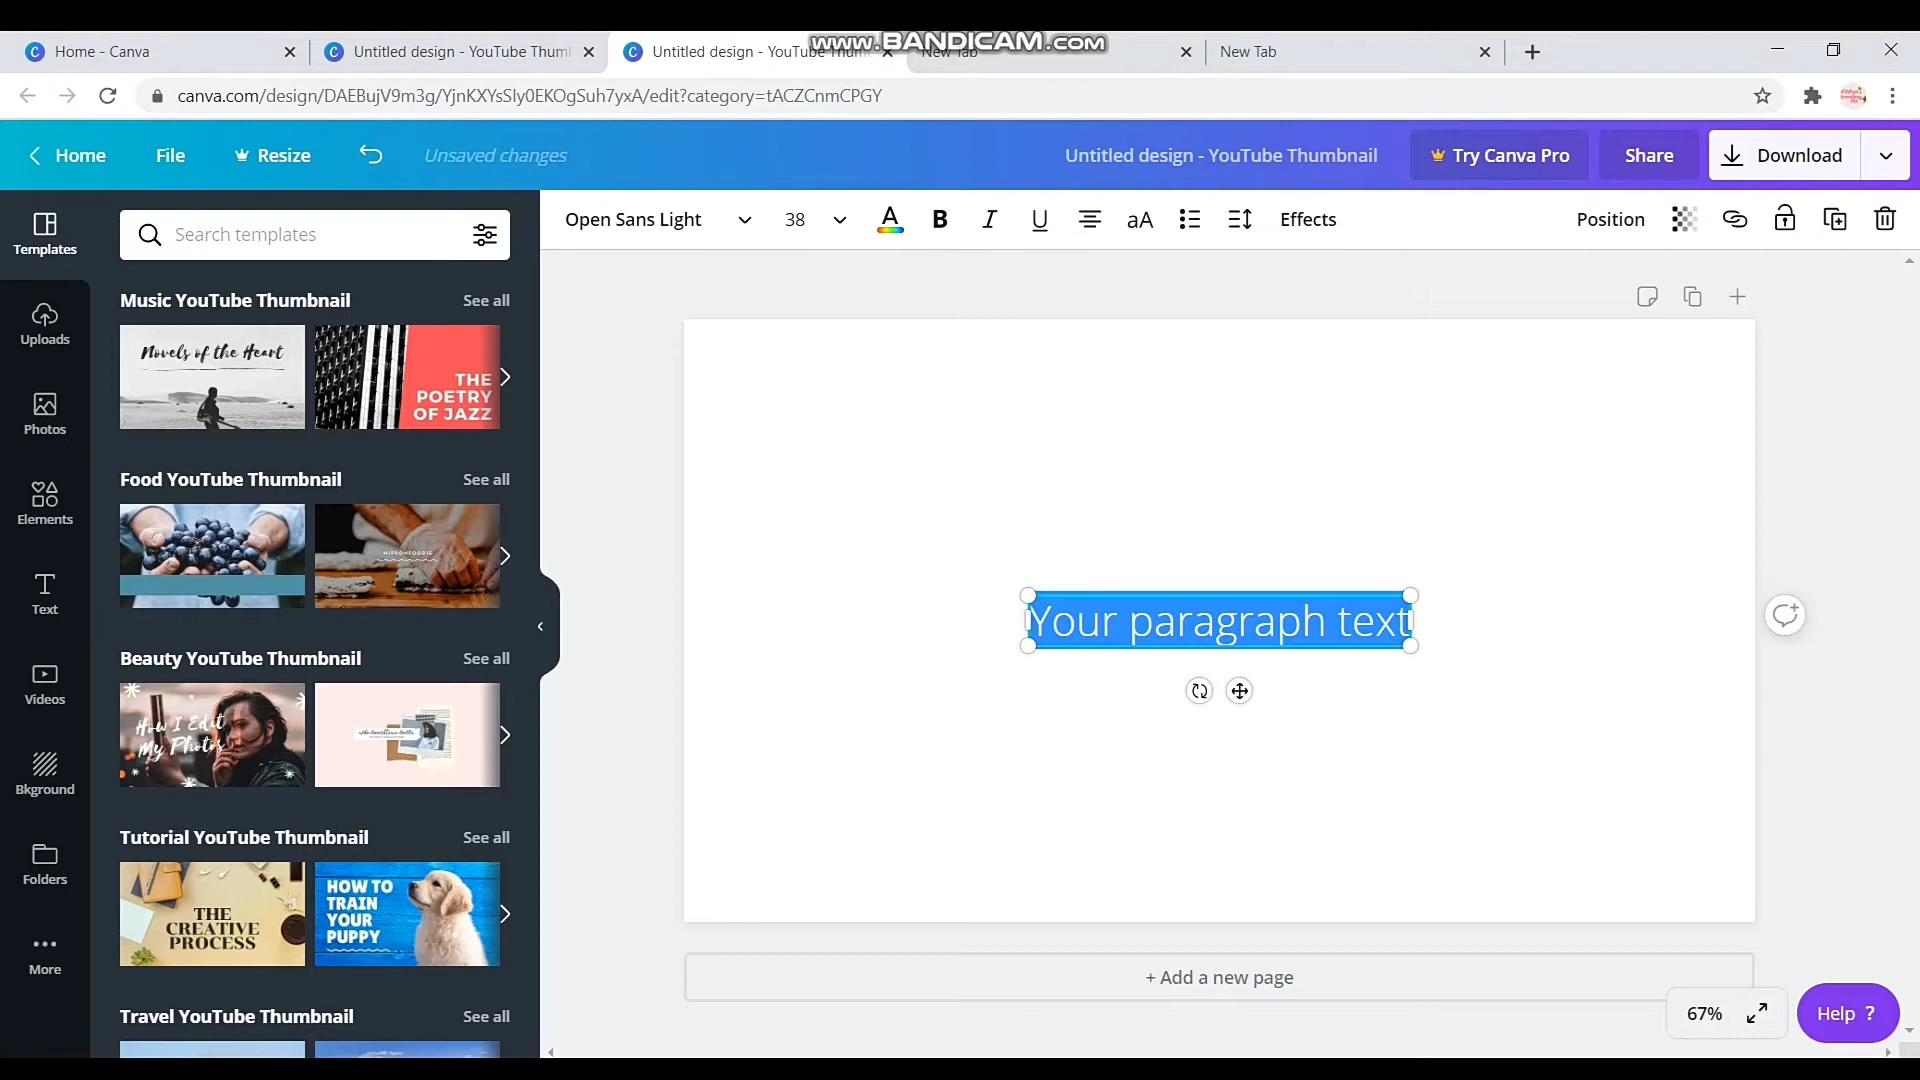 www.BANDICAM.com
Home - Canva
Untitled design - YouTube Thumb
Untitled design - YouTube Thum
New Tab
New Tab
canva.com/design/DAEBujV9m3g/YjnKXYsSIy0EKOgSuh7yxA/edit?category=tACZCnmCPGY
Home
File
Resize
Unsaved changes
Untitled design - YouTube Thumbnail
Try Canva Pro
Share
Download
Templates
Uploads
Photos
Elements
Text
Videos
Bkground
Folders
More
Search templates
Open Sans Light
38
A
B
I
U
aA
Effects
Position
Music YouTube Thumbnail
See all
Novels of the Heart
THE
POETRY
OF JAZZ
Food YouTube Thumbnail
See all
NIPPONFOODIE
Beauty YouTube Thumbnail
See all
How I Edit
My Photos
Tutorial YouTube Thumbnail
See all
THE
CREATIVE
PROCESS
HOW TO
TRAIN
YOUR
PUPPY
Travel YouTube Thumbnail
See all
Your paragraph text
+ Add a new page
67%
Help ?